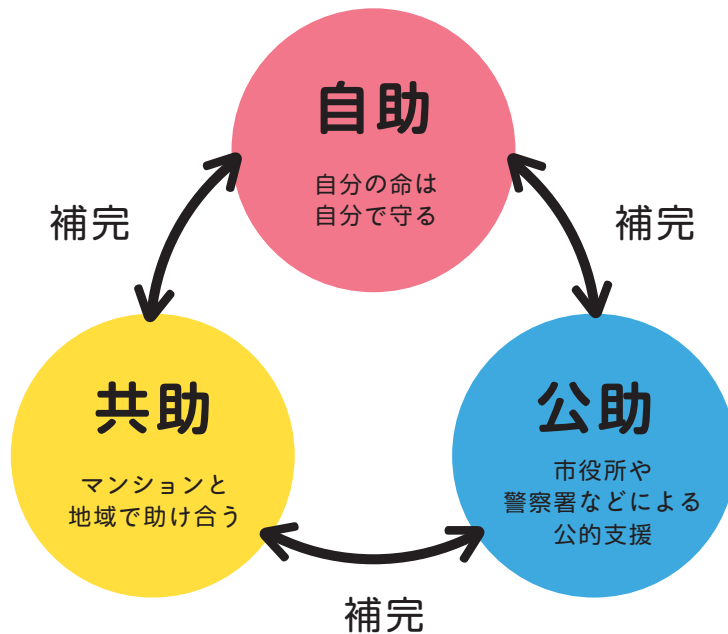 自助
自分の命は
自分で守る
補完
補完
共助
マンションと
地域で助け合う
公助
市役所や
警察署などによる
公的支援
補完